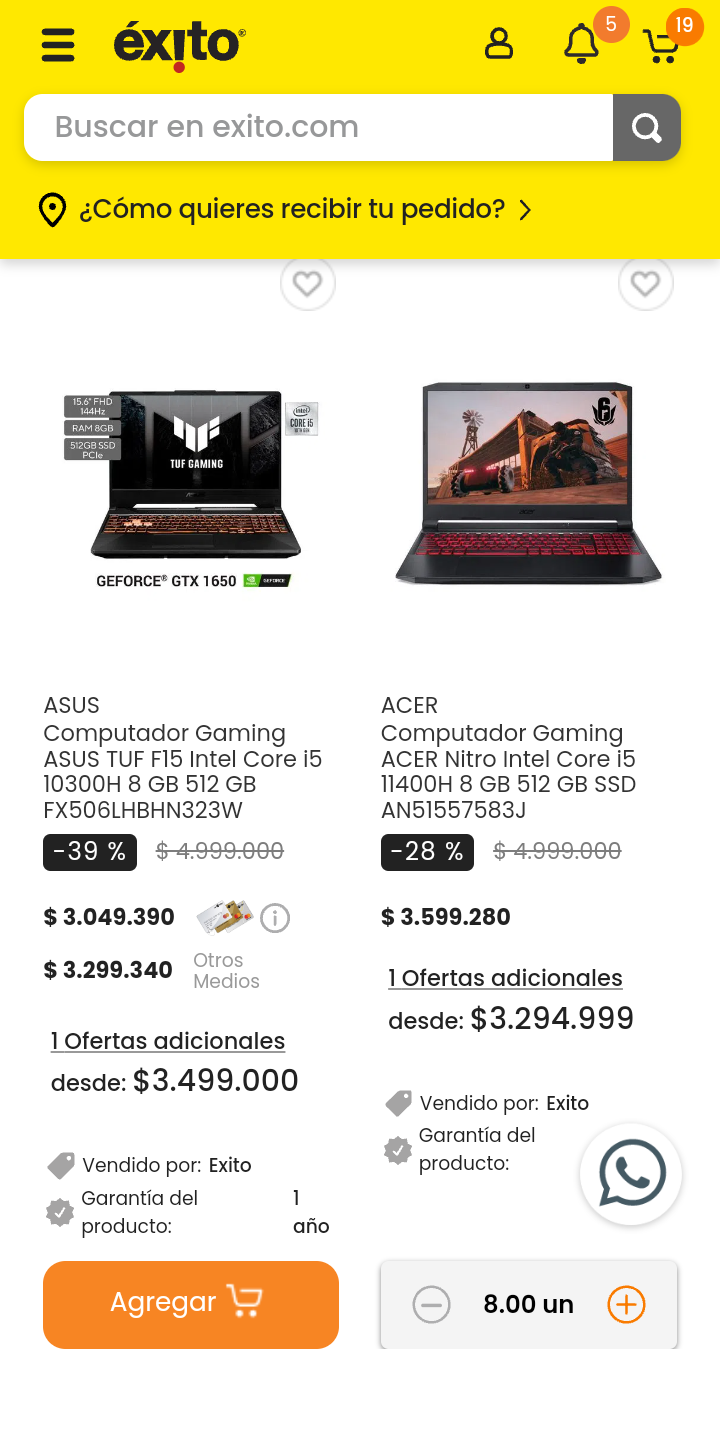 éxito®
5
19
Buscar en exito.com
¿Cómo quieres recibir tu pedido?
15.6" FHD
144Hz
RAM 8GB
512GB SSD
PCIe
intel
CORE i5
TUF GAMING
GEFORCE® GTX 1650
GEFORCE
ASUS
Computador Gaming
ASUS TUF F15 Intel Core i5
10300H 8 GB 512 GB
FX506LHBHN323W
-39 %
$ 4.999.000
$ 3.049.390
$ 3.299.340
Otros
Medios
1 Ofertas adicionales
desde: $3.499.000
Vendido por: Exito
Garantía del
producto:
1
año
Agregar
acer
ACER
Computador Gaming
ACER Nitro Intel Core i5
11400H 8 GB 512 GB SSD
AN51557583J
-28 %
$ 4.999.000
$ 3.599.280
1 Ofertas adicionales
desde: $3.294.999
Vendido por: Exito
Garantía del
producto:
8.00 un